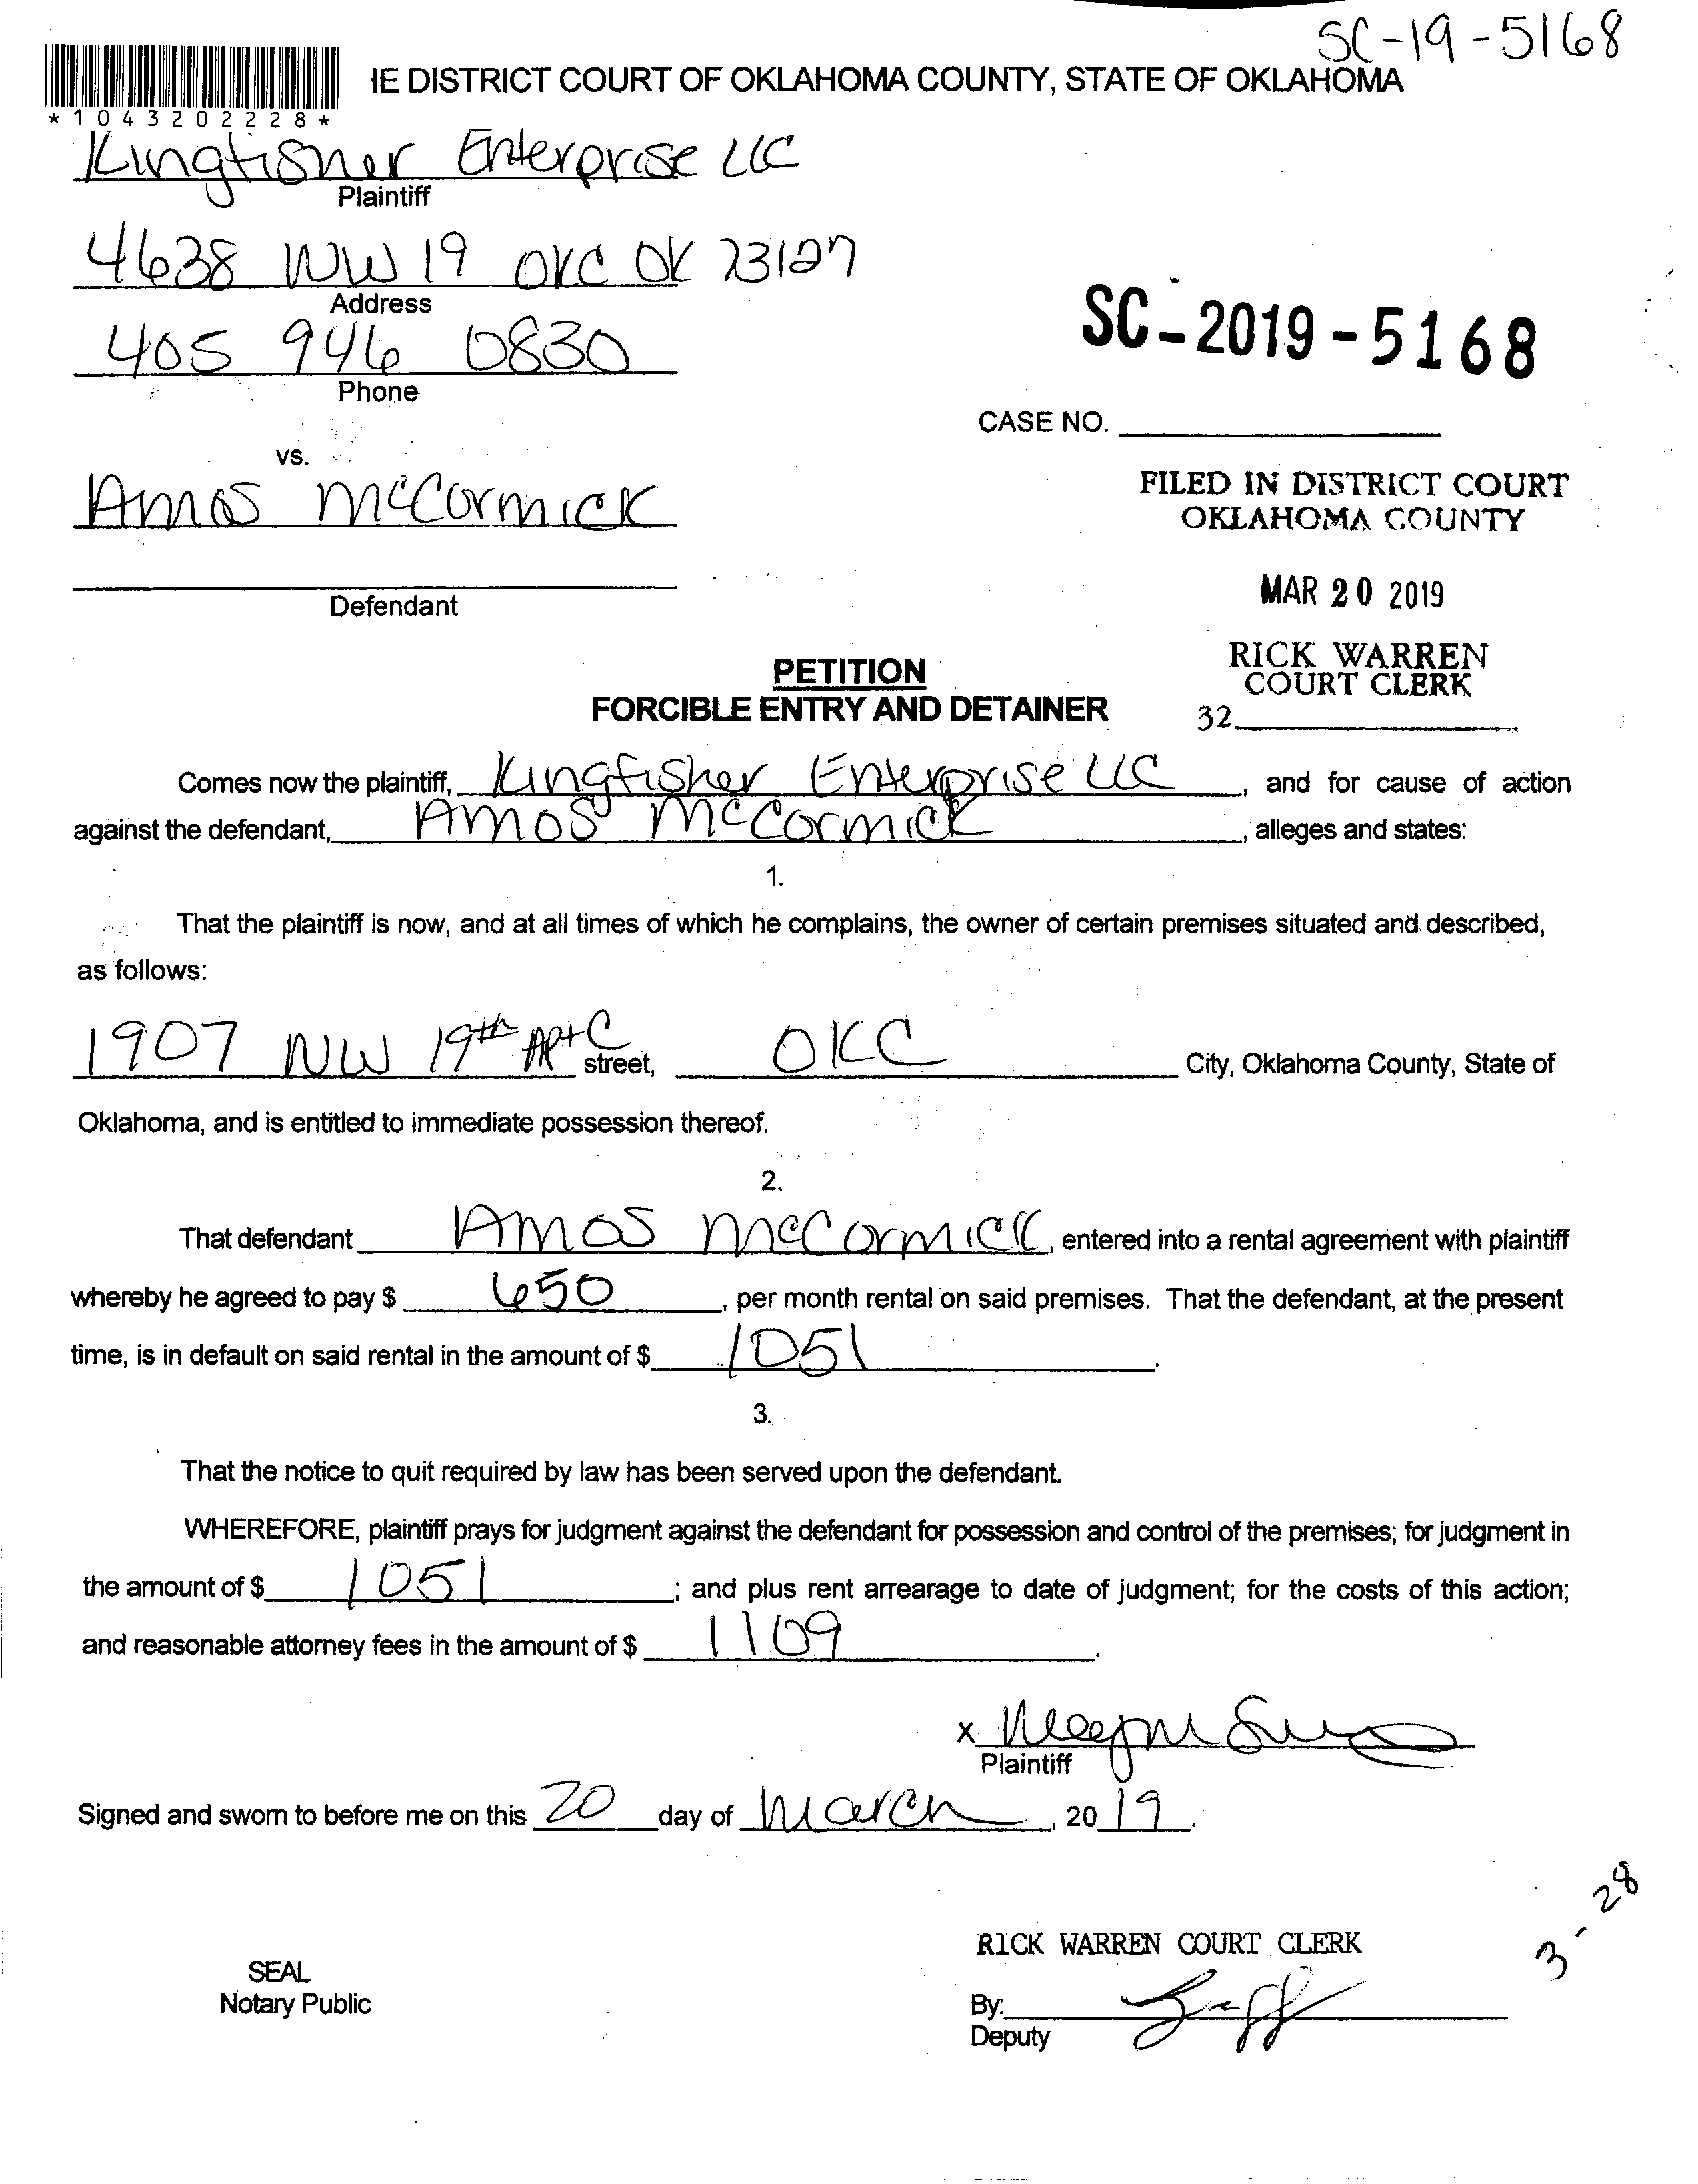 SC-19-5168
IE DISTRICT COURT OF OKLAHOMA COUNTY, STATE OF OKLAHOMA
*1043202228*
Kingfisher Enterprise LLC
Plaintiff
4638 NW 19 OKC OK 73127
Address
405 946 0830
Phone
SC-2019-5168
CASE NO.
vs.
Amos McCormick
Defendant
FILED IN DISTRICT COURT
OKLAHOMA COUNTY
MAR 20 2019
RICK WARREN
COURT CLERK
32
PETITION
FORCIBLE ENTRY AND DETAINER
Comes now the plaintiff, Kingfisher Enterprise LLC, and for cause of action
against the defendant, Amos McCormick, alleges and states:
1.
That the plaintiff is now, and at all times of which he complains, the owner of certain premises situated and described,
as follows:
1907 NW 19th Apt C street, OKC City, Oklahoma County, State of
Oklahoma, and is entitled to immediate possession thereof.
2.
That defendant Amos McCormick, entered into a rental agreement with plaintiff
whereby he agreed to pay $ 650, per month rental on said premises. That the defendant, at the present
time, is in default on said rental in the amount of $ 1051.
3.
That the notice to quit required by law has been served upon the defendant.
WHEREFORE, plaintiff prays for judgment against the defendant for possession and control of the premises; for judgment in
the amount of $ 1051; and plus rent arrearage to date of judgment; for the costs of this action;
and reasonable attorney fees in the amount of $ 1109.
x
Plaintiff
Signed and sworn to before me on this 20 day of March, 2019.
3-28
RICK WARREN COURT CLERK
SEAL
Notary Public
By:
Deputy